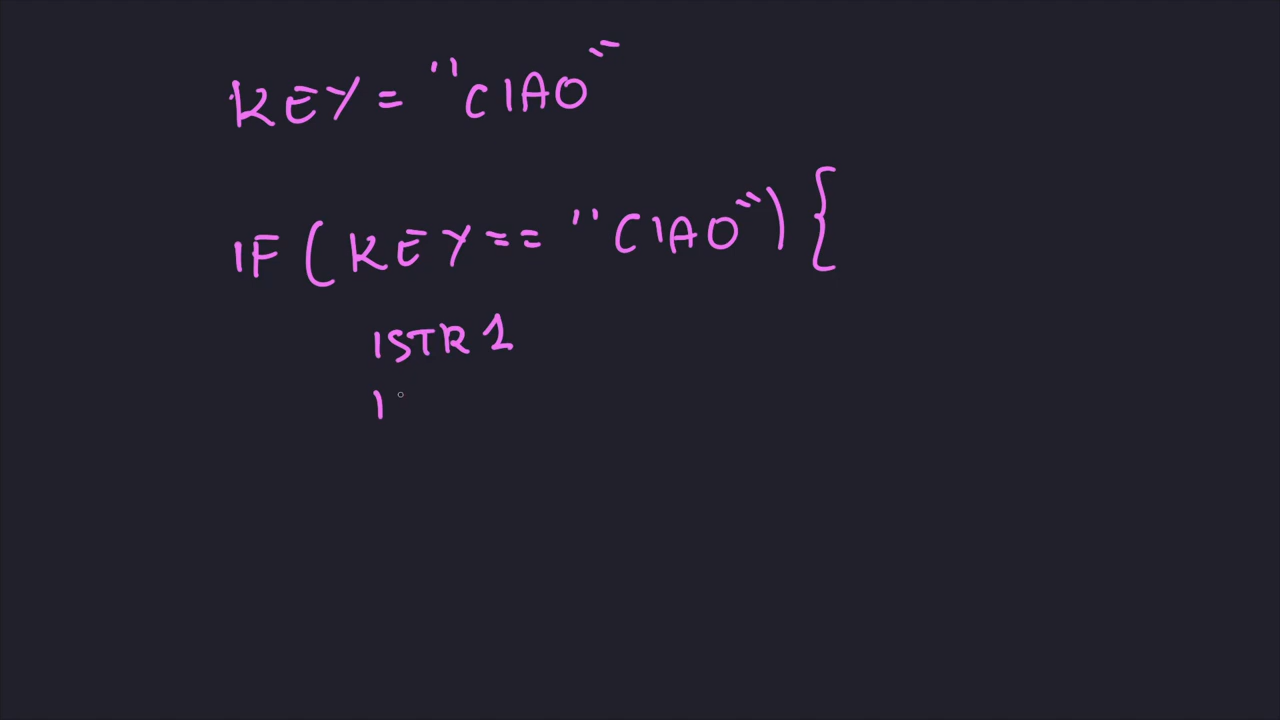 KEY = "CIAO"
IF (KEY == "CIAO") {
ISTR 1
I